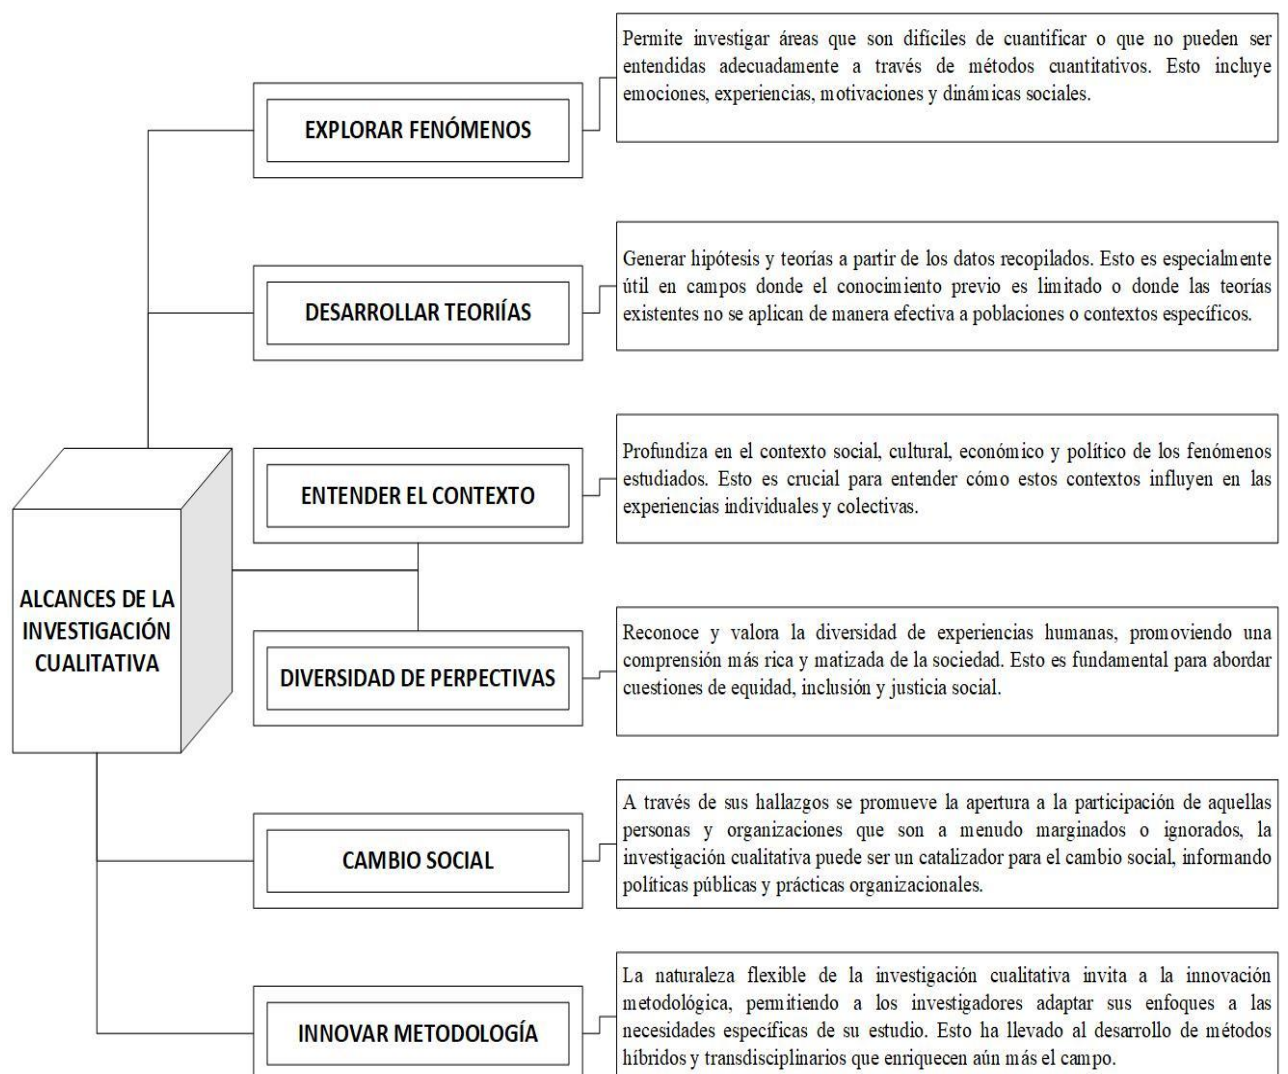 Permite investigar áreas que son difíciles de cuantificar o que no pueden ser
entendidas adecuadamente a través de métodos cuantitativos. Esto incluye
emociones, experiencias, motivaciones y dinámicas sociales.
EXPLORAR FENÓMENOS
Generar hipótesis y teorías a partir de los datos recopilados. Esto es especialmente
útil en campos donde el conocimiento previo es limitado o donde las teorías
existentes no se aplican de manera efectiva a poblaciones o contextos específicos.
DESARROLLAR TEORIÍAS
Profundiza en el contexto social, cultural, económico y político de los fenómenos
estudiados. Esto es crucial para entender cómo estos contextos influyen en las
experiencias individuales y colectivas.
ENTENDER EL CONTEXTO
ALCANCES DE LA
INVESTIGACIÓN
CUALITATIVA
Reconoce y valora la diversidad de experiencias humanas, promoviendo una
comprensión más rica y matizada de la sociedad. Esto es fundamental para abordar
cuestiones de equidad, inclusión y justicia social.
DIVERSIDAD DE PERPECTIVAS
A través de sus hallazgos se promueve la apertura a la participación de aquellas
personas y organizaciones que son a menudo marginados o ignorados, la
investigación cualitativa puede ser un catalizador para el cambio social, informando
políticas públicas y prácticas organizacionales.
CAMBIO SOCIAL
La naturaleza flexible de la investigación cualitativa invita a la innovación
metodológica, permitiendo a los investigadores adaptar sus enfoques a las
necesidades específicas de su estudio. Esto ha llevado al desarrollo de métodos
híbridos y transdisciplinarios que enriquecen aún más el campo.
INNOVAR METODOLOGÍA